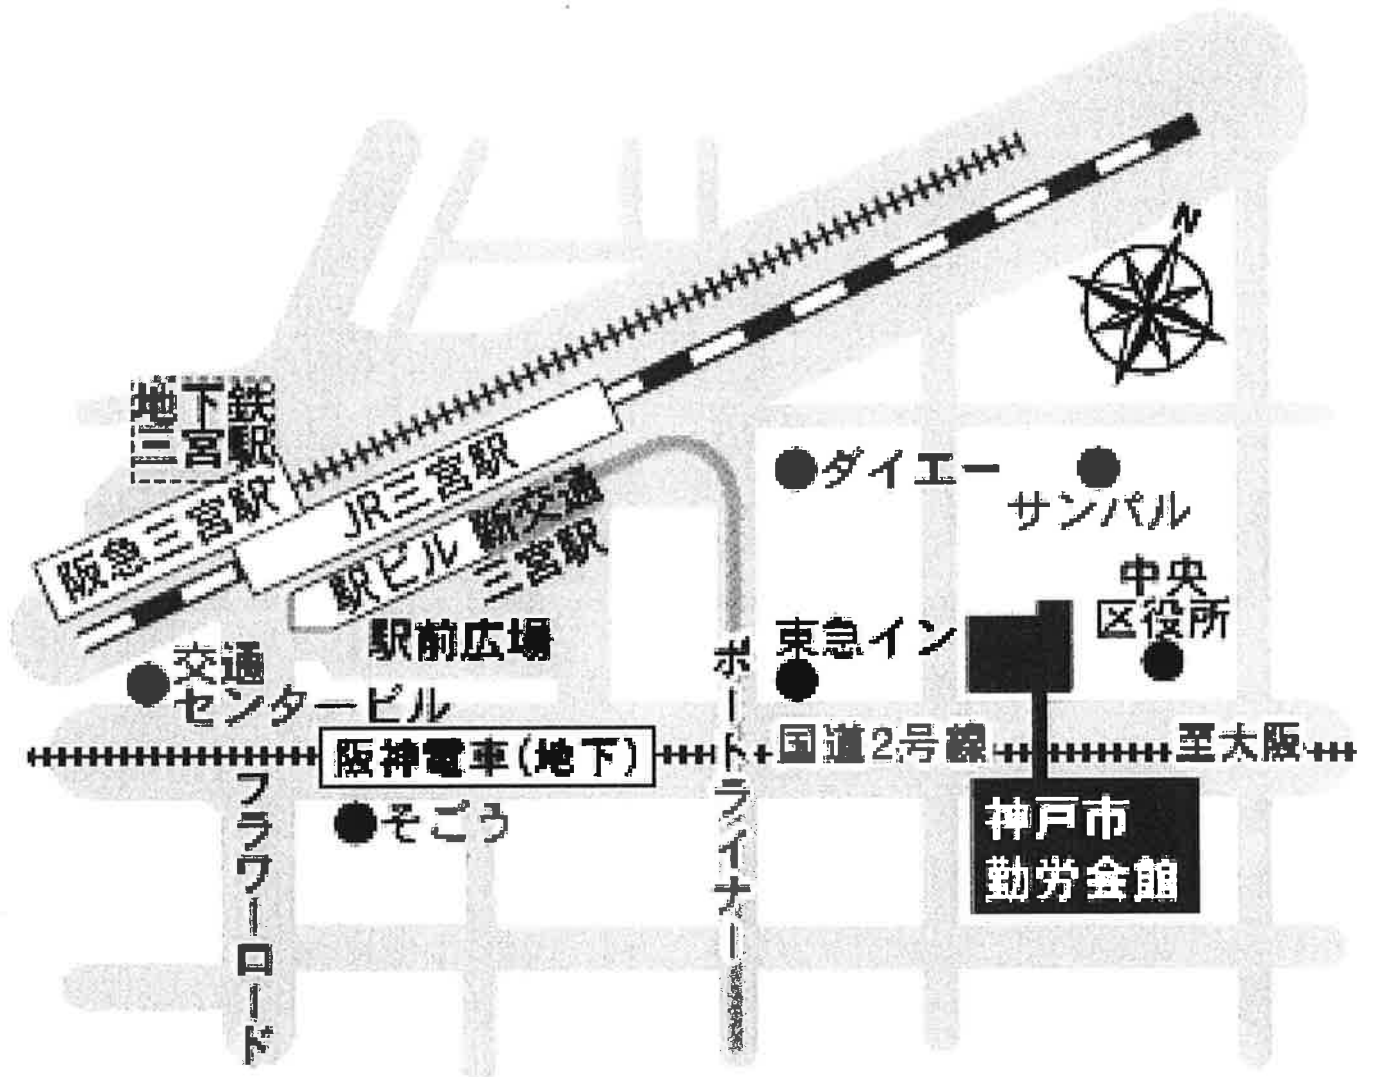 N
地下鉄
三宮駅
阪急三宮駅
JR三宮駅
駅ビル
新交通
三宮駅
ダイエー
サンパル
中央
区役所
東急イン
駅前広場
交通
センタービル
ポートライナー
国道2号線
至大阪
阪神電車(地下)
そごう
フラワーロード
神戸市
勤労会館